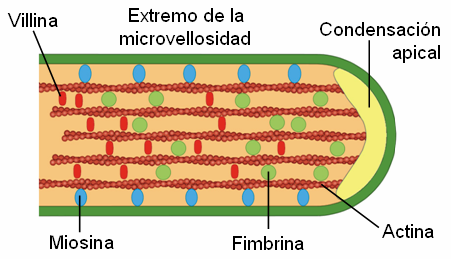 Villina
Extremo de la
microvellosidad
Condensación
apical
Miosina
Fimbrina
Actina